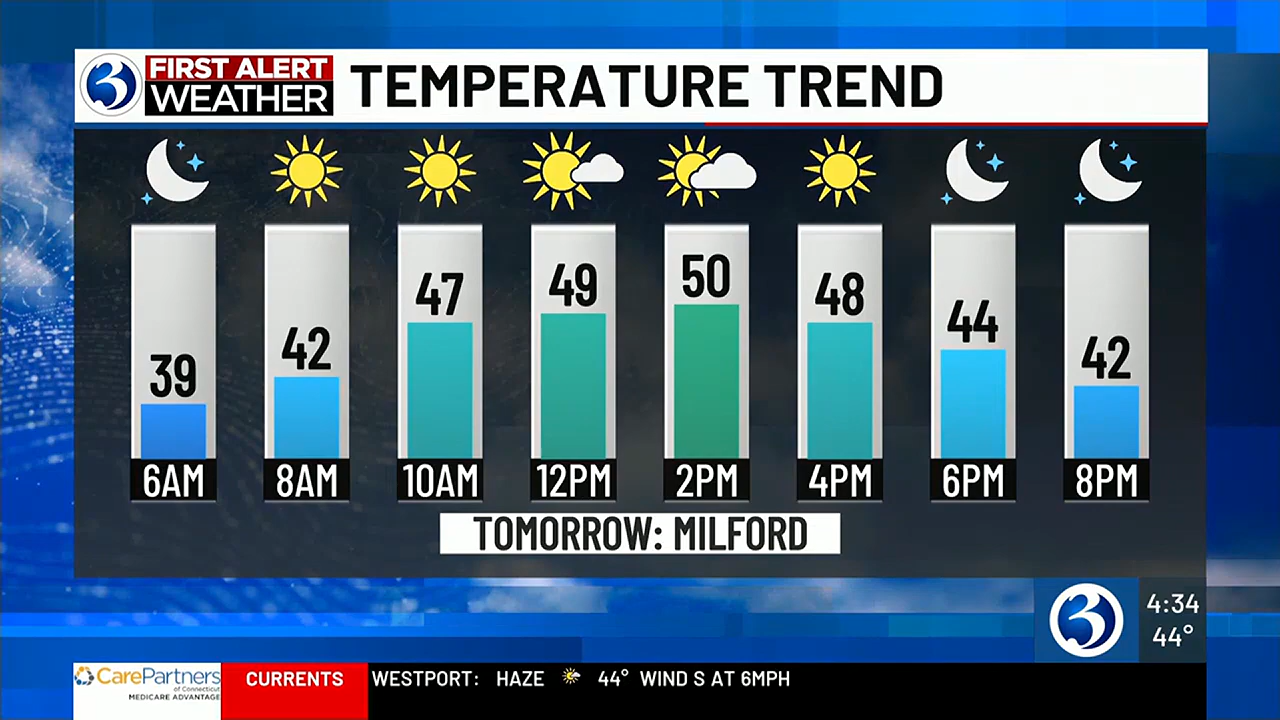 3 FIRST ALERT WEATHER
TEMPERATURE TREND
39 42 47 49 50 48 44 42
6AM 8AM 10AM 12PM 2PM 4PM 6PM 8PM
TOMORROW: MILFORD
3
4:34
44°
CarePartners
of Connecticut
MEDICARE ADVANTAGE
CURRENTS
WESTPORT: HAZE 44° WIND S AT 6MPH